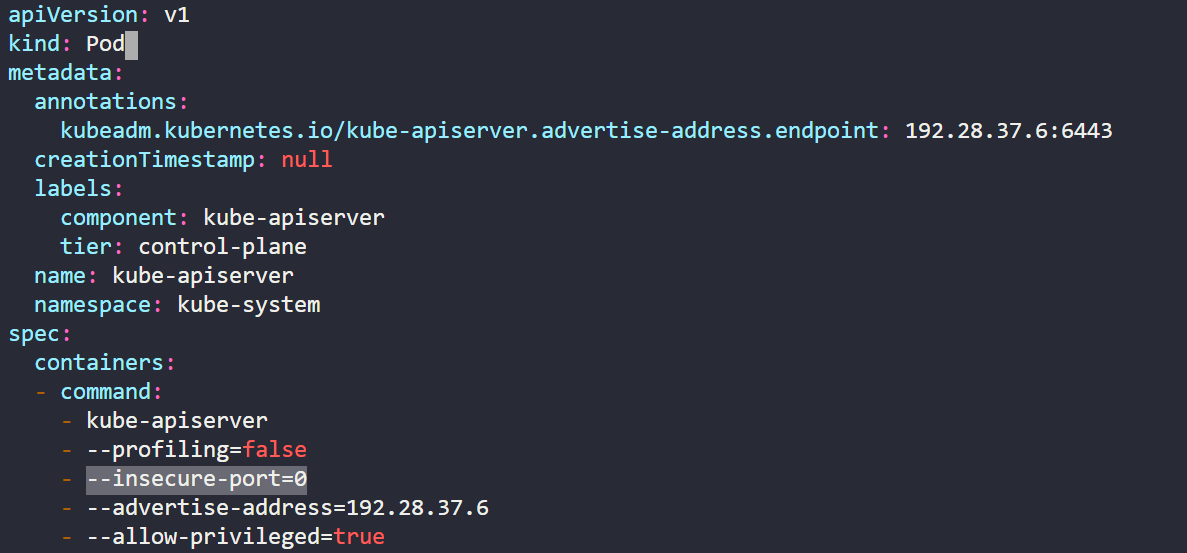 apiVersion: v1
kind: Pod
metadata:
  annotations:
    kubeadm.kubernetes.io/kube-apiserver.advertise-address.endpoint: 192.28.37.6:6443
  creationTimestamp: null
  labels:
    component: kube-apiserver
    tier: control-plane
  name: kube-apiserver
  namespace: kube-system
spec:
  containers:
  - command:
    - kube-apiserver
    - --profiling=false
    - --insecure-port=0
    - --advertise-address=192.28.37.6
    - --allow-privileged=true